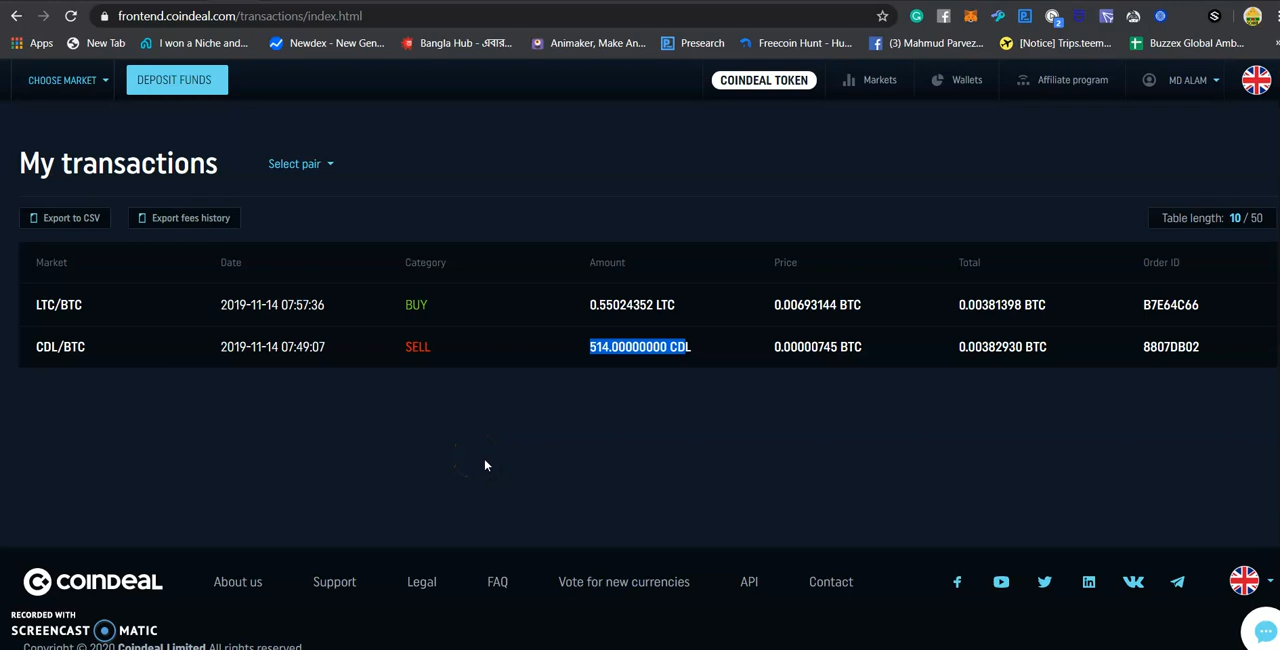 frontend.coindeal.com/transactions/index.html
Apps New Tab I won a Niche and... Newdex - New Gen... Bangla Hub - এবার... Animaker, Make An... Presearch Freecoin Hunt - Hu... (3) Mahmud Parvez... [Notice] Trips.teem... Buzzex Global Amb...
CHOOSE MARKET DEPOSIT FUNDS COINDEAL TOKEN Markets Wallets Affiliate program MD ALAM
My transactions Select pair
Export to CSV Export fees history Table length: 10 / 50
Market Date Category Amount Price Total Order ID
LTC/BTC 2019-11-14 07:57:36 BUY 0.55024352 LTC 0.00693144 BTC 0.00381398 BTC B7E64C66
CDL/BTC 2019-11-14 07:49:07 SELL 514.00000000 CDL 0.00000745 BTC 0.00382930 BTC 8807DB02
COINDEAL About us Support Legal FAQ Vote for new currencies API Contact
RECORDED WITH
SCREENCAST MATIC
Copyright © 2020 Coindeal Limited All rights reserved